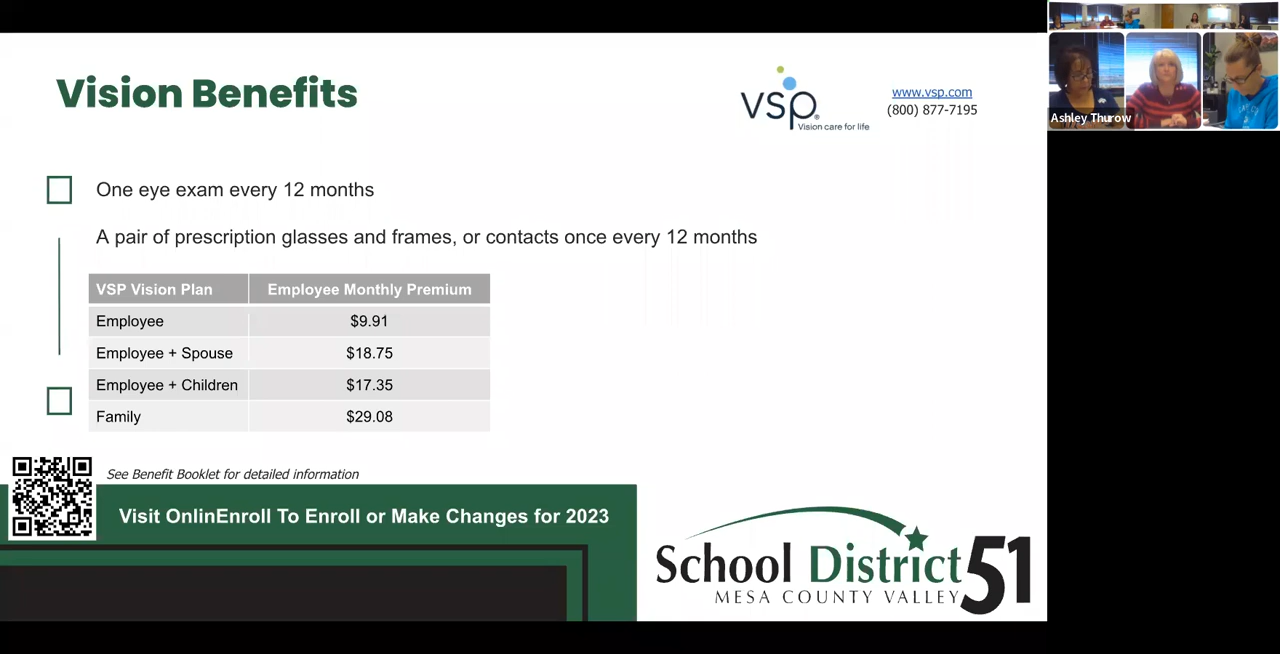 Vision Benefits
vsp®
Vision care for life
www.vsp.com
(800) 877-7195
Ashley Thurow
One eye exam every 12 months
A pair of prescription glasses and frames, or contacts once every 12 months
VSP Vision Plan Employee Monthly Premium
Employee $9.91
Employee + Spouse $18.75
Employee + Children $17.35
Family $29.08
See Benefit Booklet for detailed information
Visit OnlinEnroll To Enroll or Make Changes for 2023
School District 51
MESA COUNTY VALLEY